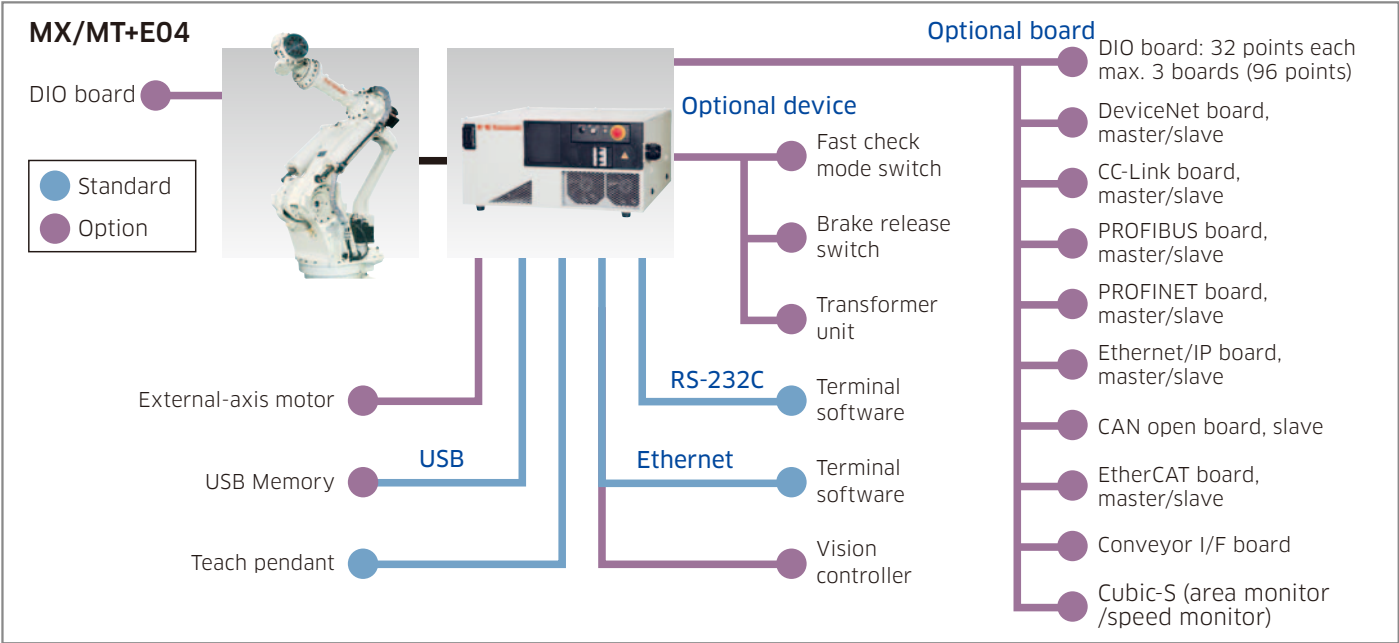 MX/MT+E04
DIO board
Standard
Option
External-axis motor
USB
USB Memory
Teach pendant
Optional device
Fast check
mode switch
Brake release
switch
Transformer
unit
RS-232C
Terminal
software
Ethernet
Terminal
software
Vision
controller
Optional board
DIO board: 32 points each
max. 3 boards (96 points)
DeviceNet board,
master/slave
CC-Link board,
master/slave
PROFIBUS board,
master/slave
PROFINET board,
master/slave
Ethernet/IP board,
master/slave
CAN open board, slave
EtherCAT board,
master/slave
Conveyor I/F board
Cubic-S (area monitor
/speed monitor)